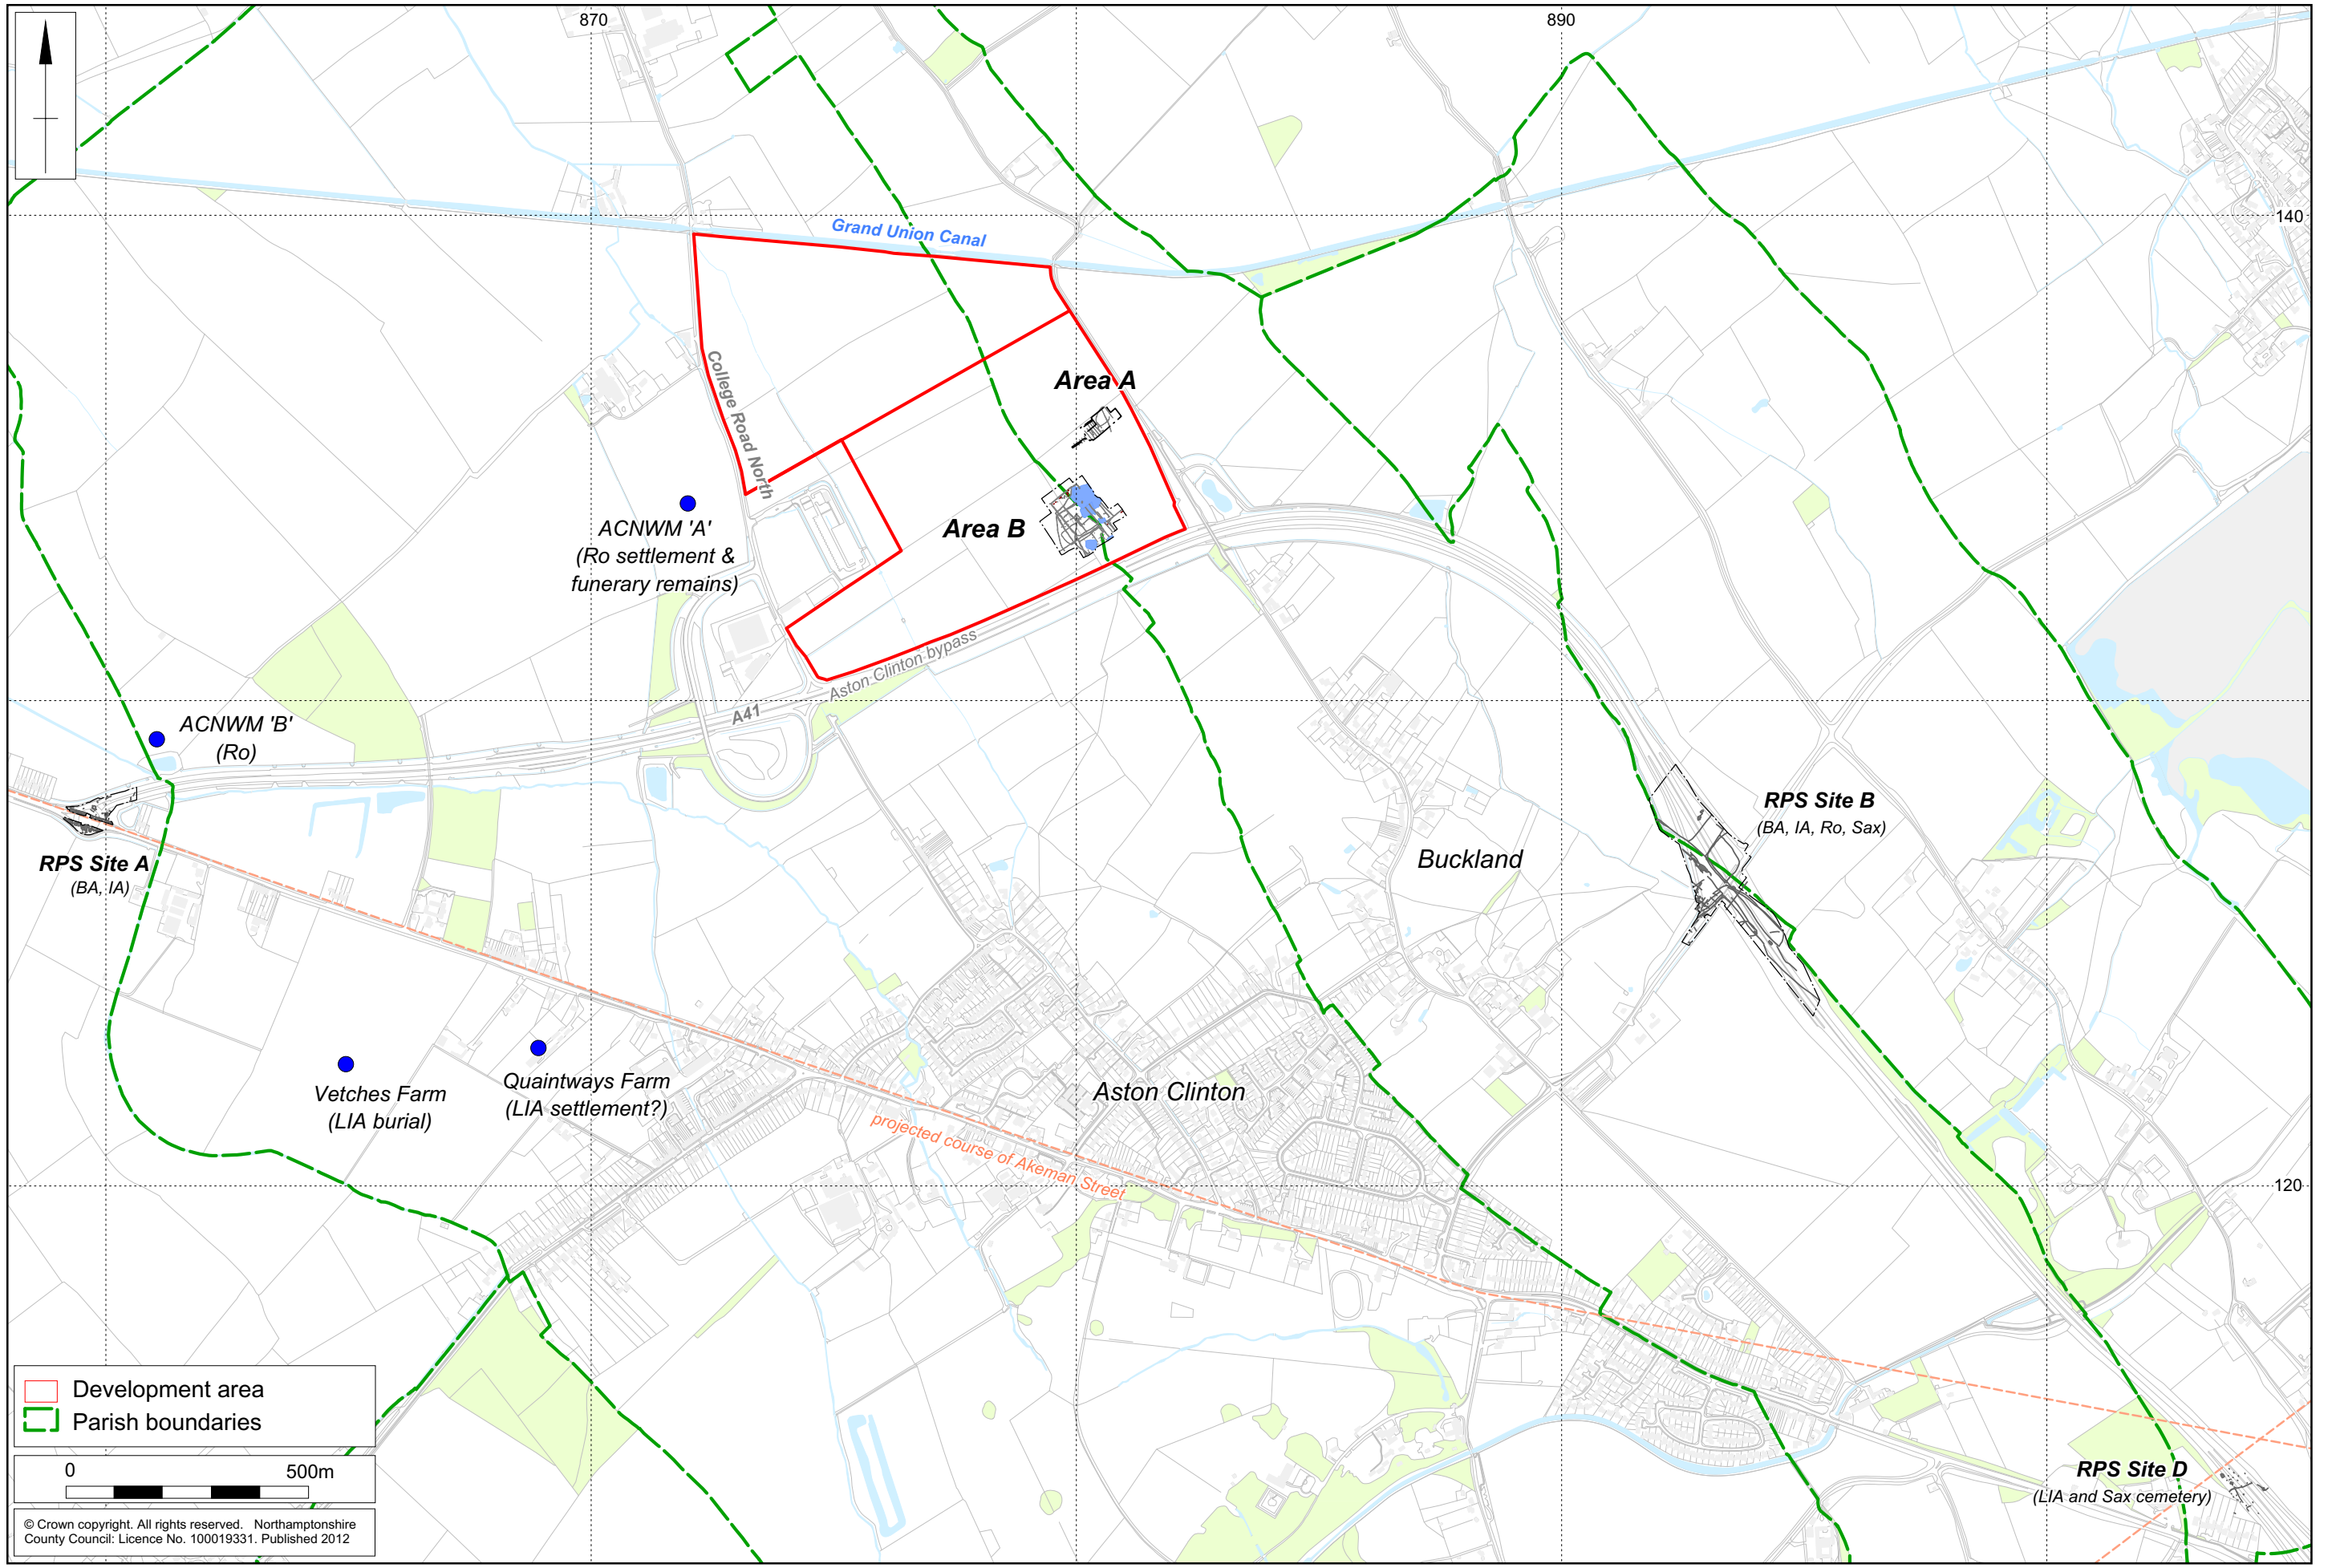 870
890
140
Grand Union Canal
Area A
College Road North
ACNWM 'A'
(Ro settlement &
funerary remains)
Area B
Aston Clinton bypass
A41
ACNWM 'B'
(Ro)
RPS Site A
(BA, IA)
RPS Site B
(BA, IA, Ro, Sax)
Buckland
Vetches Farm
(LIA burial)
Quaintways Farm
(LIA settlement?)
Aston Clinton
projected course of Akeman Street
120
RPS Site D
(LIA and Sax cemetery)
Development area
Parish boundaries
0 500m
© Crown copyright. All rights reserved. Northamptonshire
County Council: Licence No. 100019331. Published 2012